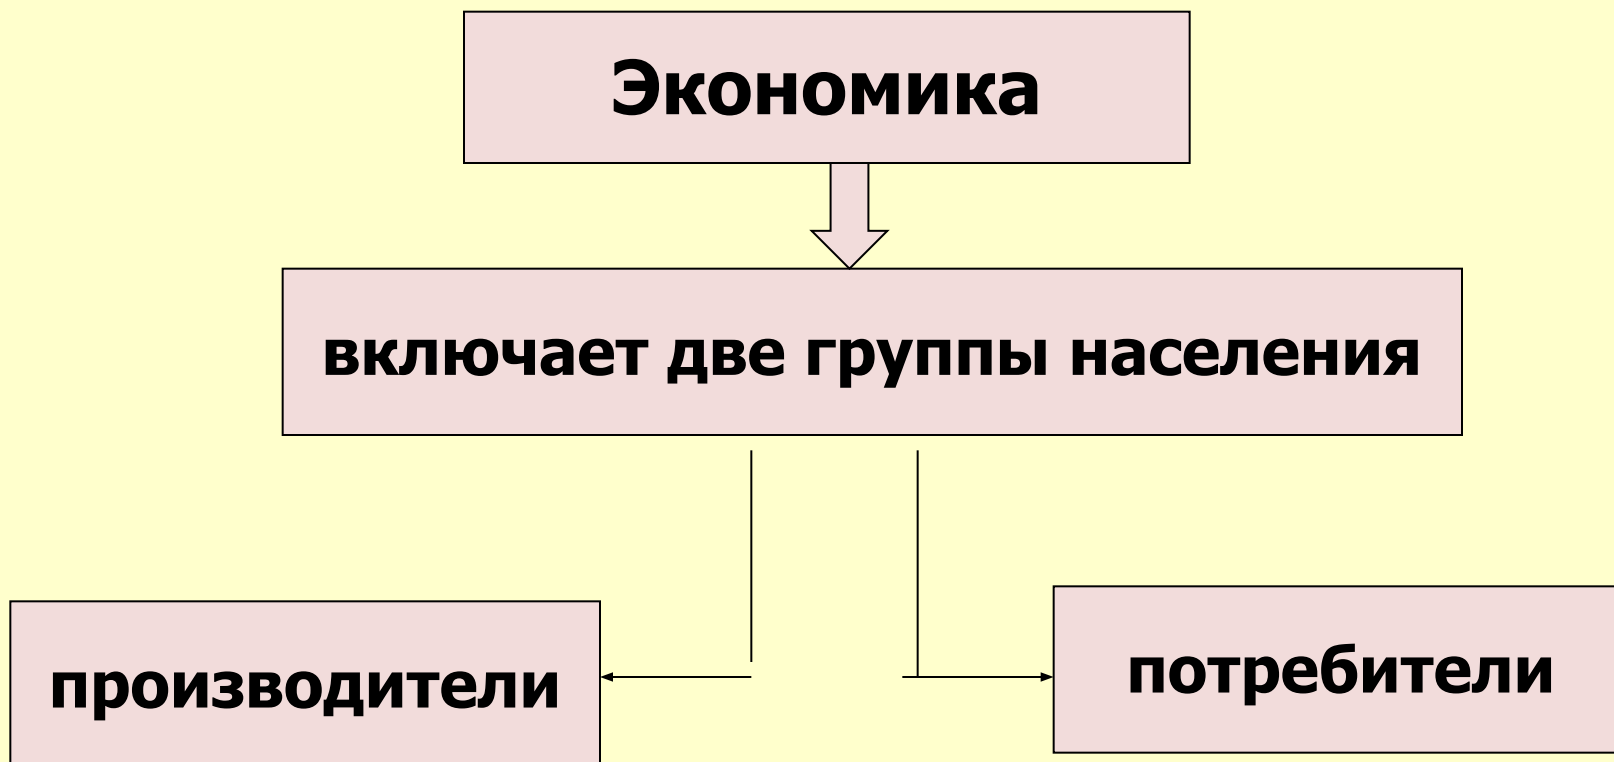 Экономика
включает две группы населения
производители
потребители